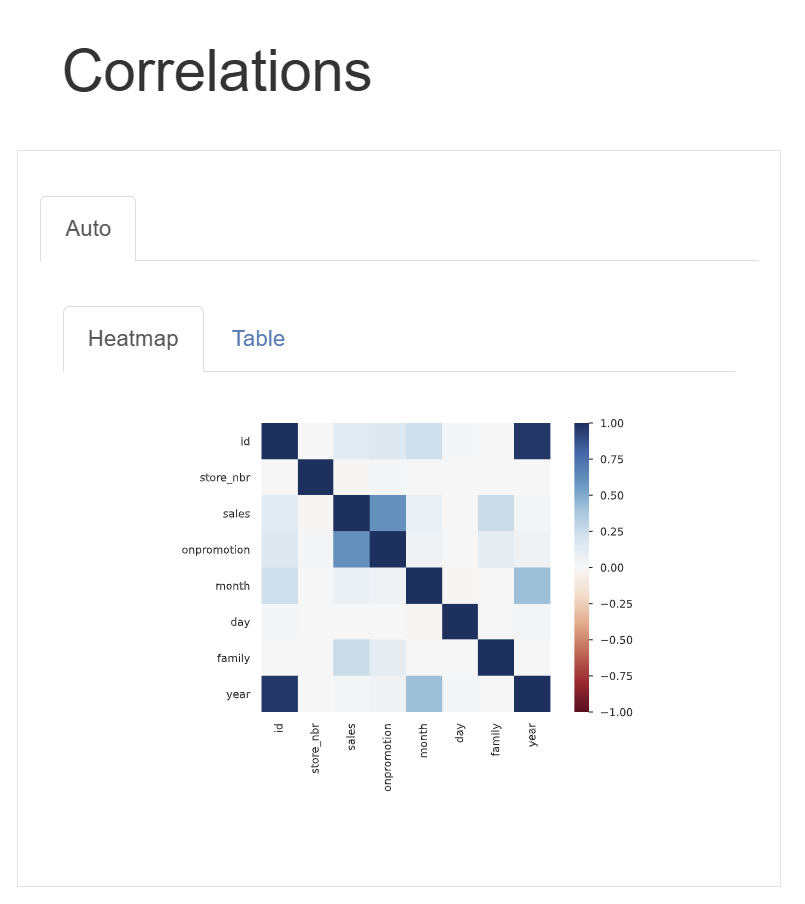 Correlations
Auto
Heatmap Table
id
store_nbr
sales
onpromotion
month
day
family
year
id store_nbr sales onpromotion month day family year
1.00
0.75
0.50
0.25
0.00
−0.25
−0.50
−0.75
−1.00